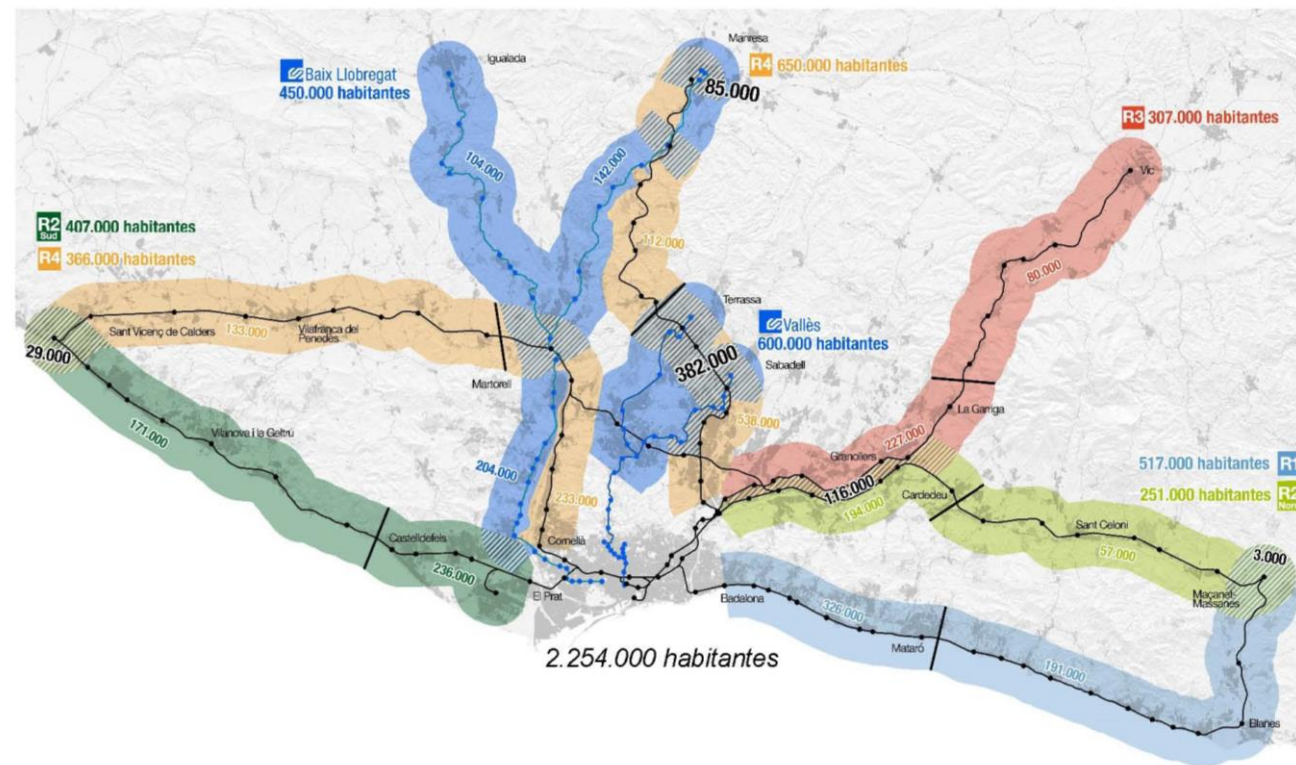 Igualada
Manresa
Baix Llobregat
450.000 habitantes
R4 650.000 habitantes
85.000
R3 307.000 habitantes
104.000
142.000
Vic
R2 Sud 407.000 habitantes
R4 366.000 habitantes
112.000
80.000
Terrassa
Vallès
600.000 habitantes
Sant Vicenç de Calders
133.000
Vilafranca del
Penedès
29.000
382.000
Sabadell
Martorell
La Garriga
171.000
Vilanova i la Geltrú
538.000
227.000
Granollers
204.000
116.000
517.000 habitantes R1
251.000 habitantes R2 Nord
233.000
194.000
Cardedeu
Sant Celoni
Castelldefels
Cornellà
57.000
3.000
236.000
El Prat
Badalona
Maçanet-
Massanes
326.000
Mataró
2.254.000 habitantes
191.000
Blanes